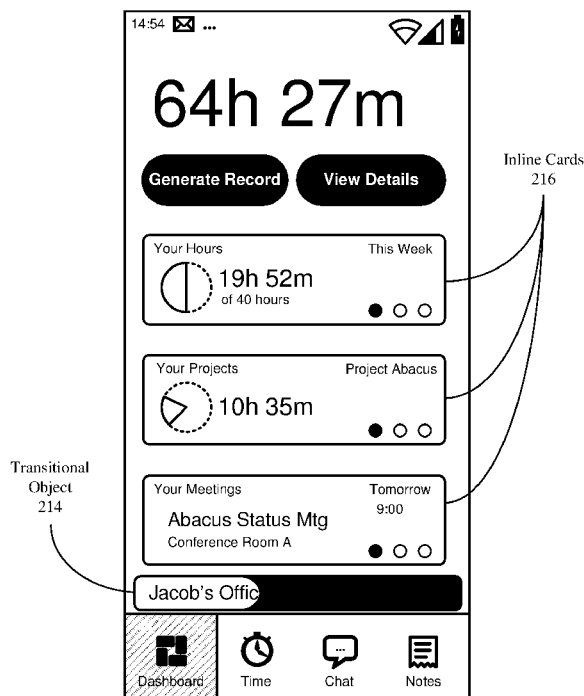 14:54 ...
64h 27m
Generate Record View Details
Inline Cards
216
Your Hours This Week
19h 52m
of 40 hours
Your Projects Project Abacus
10h 35m
Transitional
Object
214
Your Meetings Tomorrow
9:00
Abacus Status Mtg
Conference Room A
Jacob's Offic
Dashboard Time Chat Notes